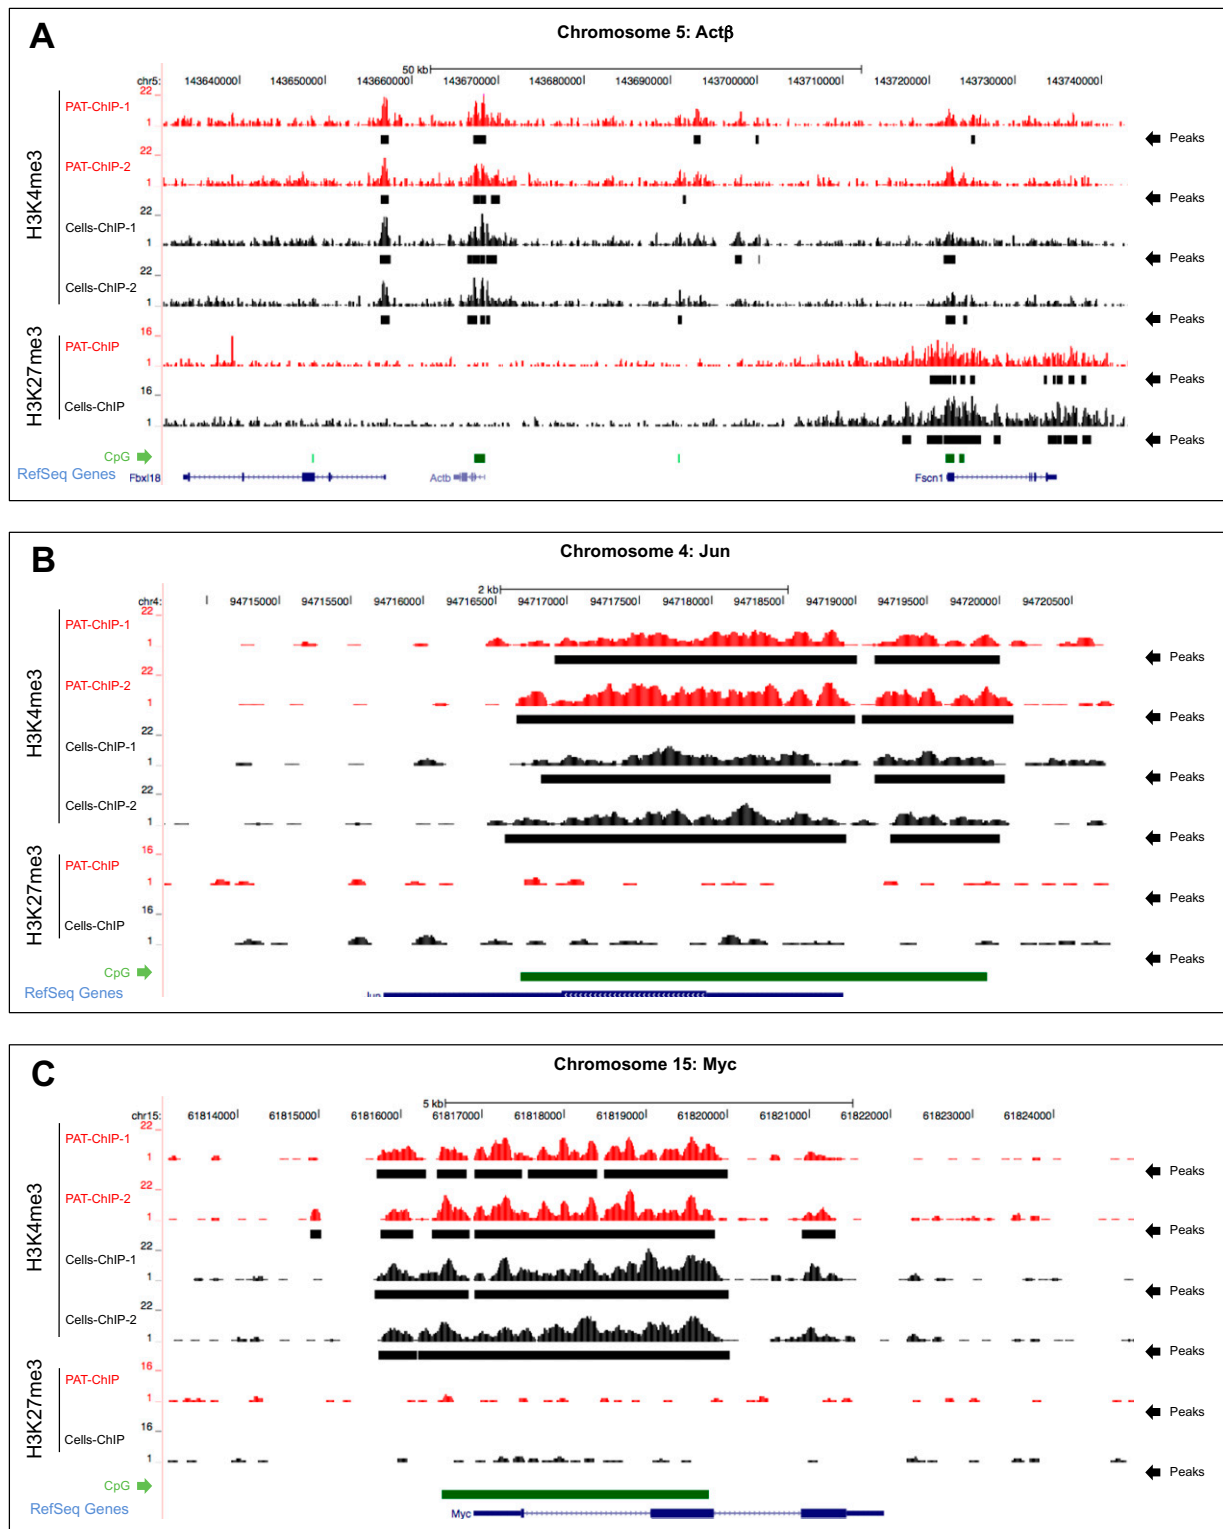 A
Chromosome 5: Actβ
50 kb
chr5: 143640000 143650000 143660000 143670000 143680000 143690000 143700000 143710000 143720000 143730000 143740000
H3K4me3
PAT-ChIP-1
22
1
Peaks
PAT-ChIP-2
22
1
Peaks
Cells-ChIP-1
22
1
Peaks
Cells-ChIP-2
22
1
Peaks
H3K27me3
PAT-ChIP
16
1
Peaks
Cells-ChIP
16
1
Peaks
CpG
RefSeq Genes
Fbxl18
Actb
Fscn1
B
Chromosome 4: Jun
2 kb
chr4: 94715000 94715500 94716000 94716500 94717000 94717500 94718000 94718500 94719000 94719500 94720000 94720500
H3K4me3
PAT-ChIP-1
22
1
Peaks
PAT-ChIP-2
22
1
Peaks
Cells-ChIP-1
22
1
Peaks
Cells-ChIP-2
22
1
Peaks
H3K27me3
PAT-ChIP
16
1
Peaks
Cells-ChIP
16
1
Peaks
CpG
RefSeq Genes
Jun
C
Chromosome 15: Myc
5 kb
chr15: 61814000 61815000 61816000 61817000 61818000 61819000 61820000 61821000 61822000 61823000 61824000
H3K4me3
PAT-ChIP-1
22
1
Peaks
PAT-ChIP-2
22
1
Peaks
Cells-ChIP-1
22
1
Peaks
Cells-ChIP-2
22
1
Peaks
H3K27me3
PAT-ChIP
16
1
Peaks
Cells-ChIP
16
1
Peaks
CpG
RefSeq Genes
Myc